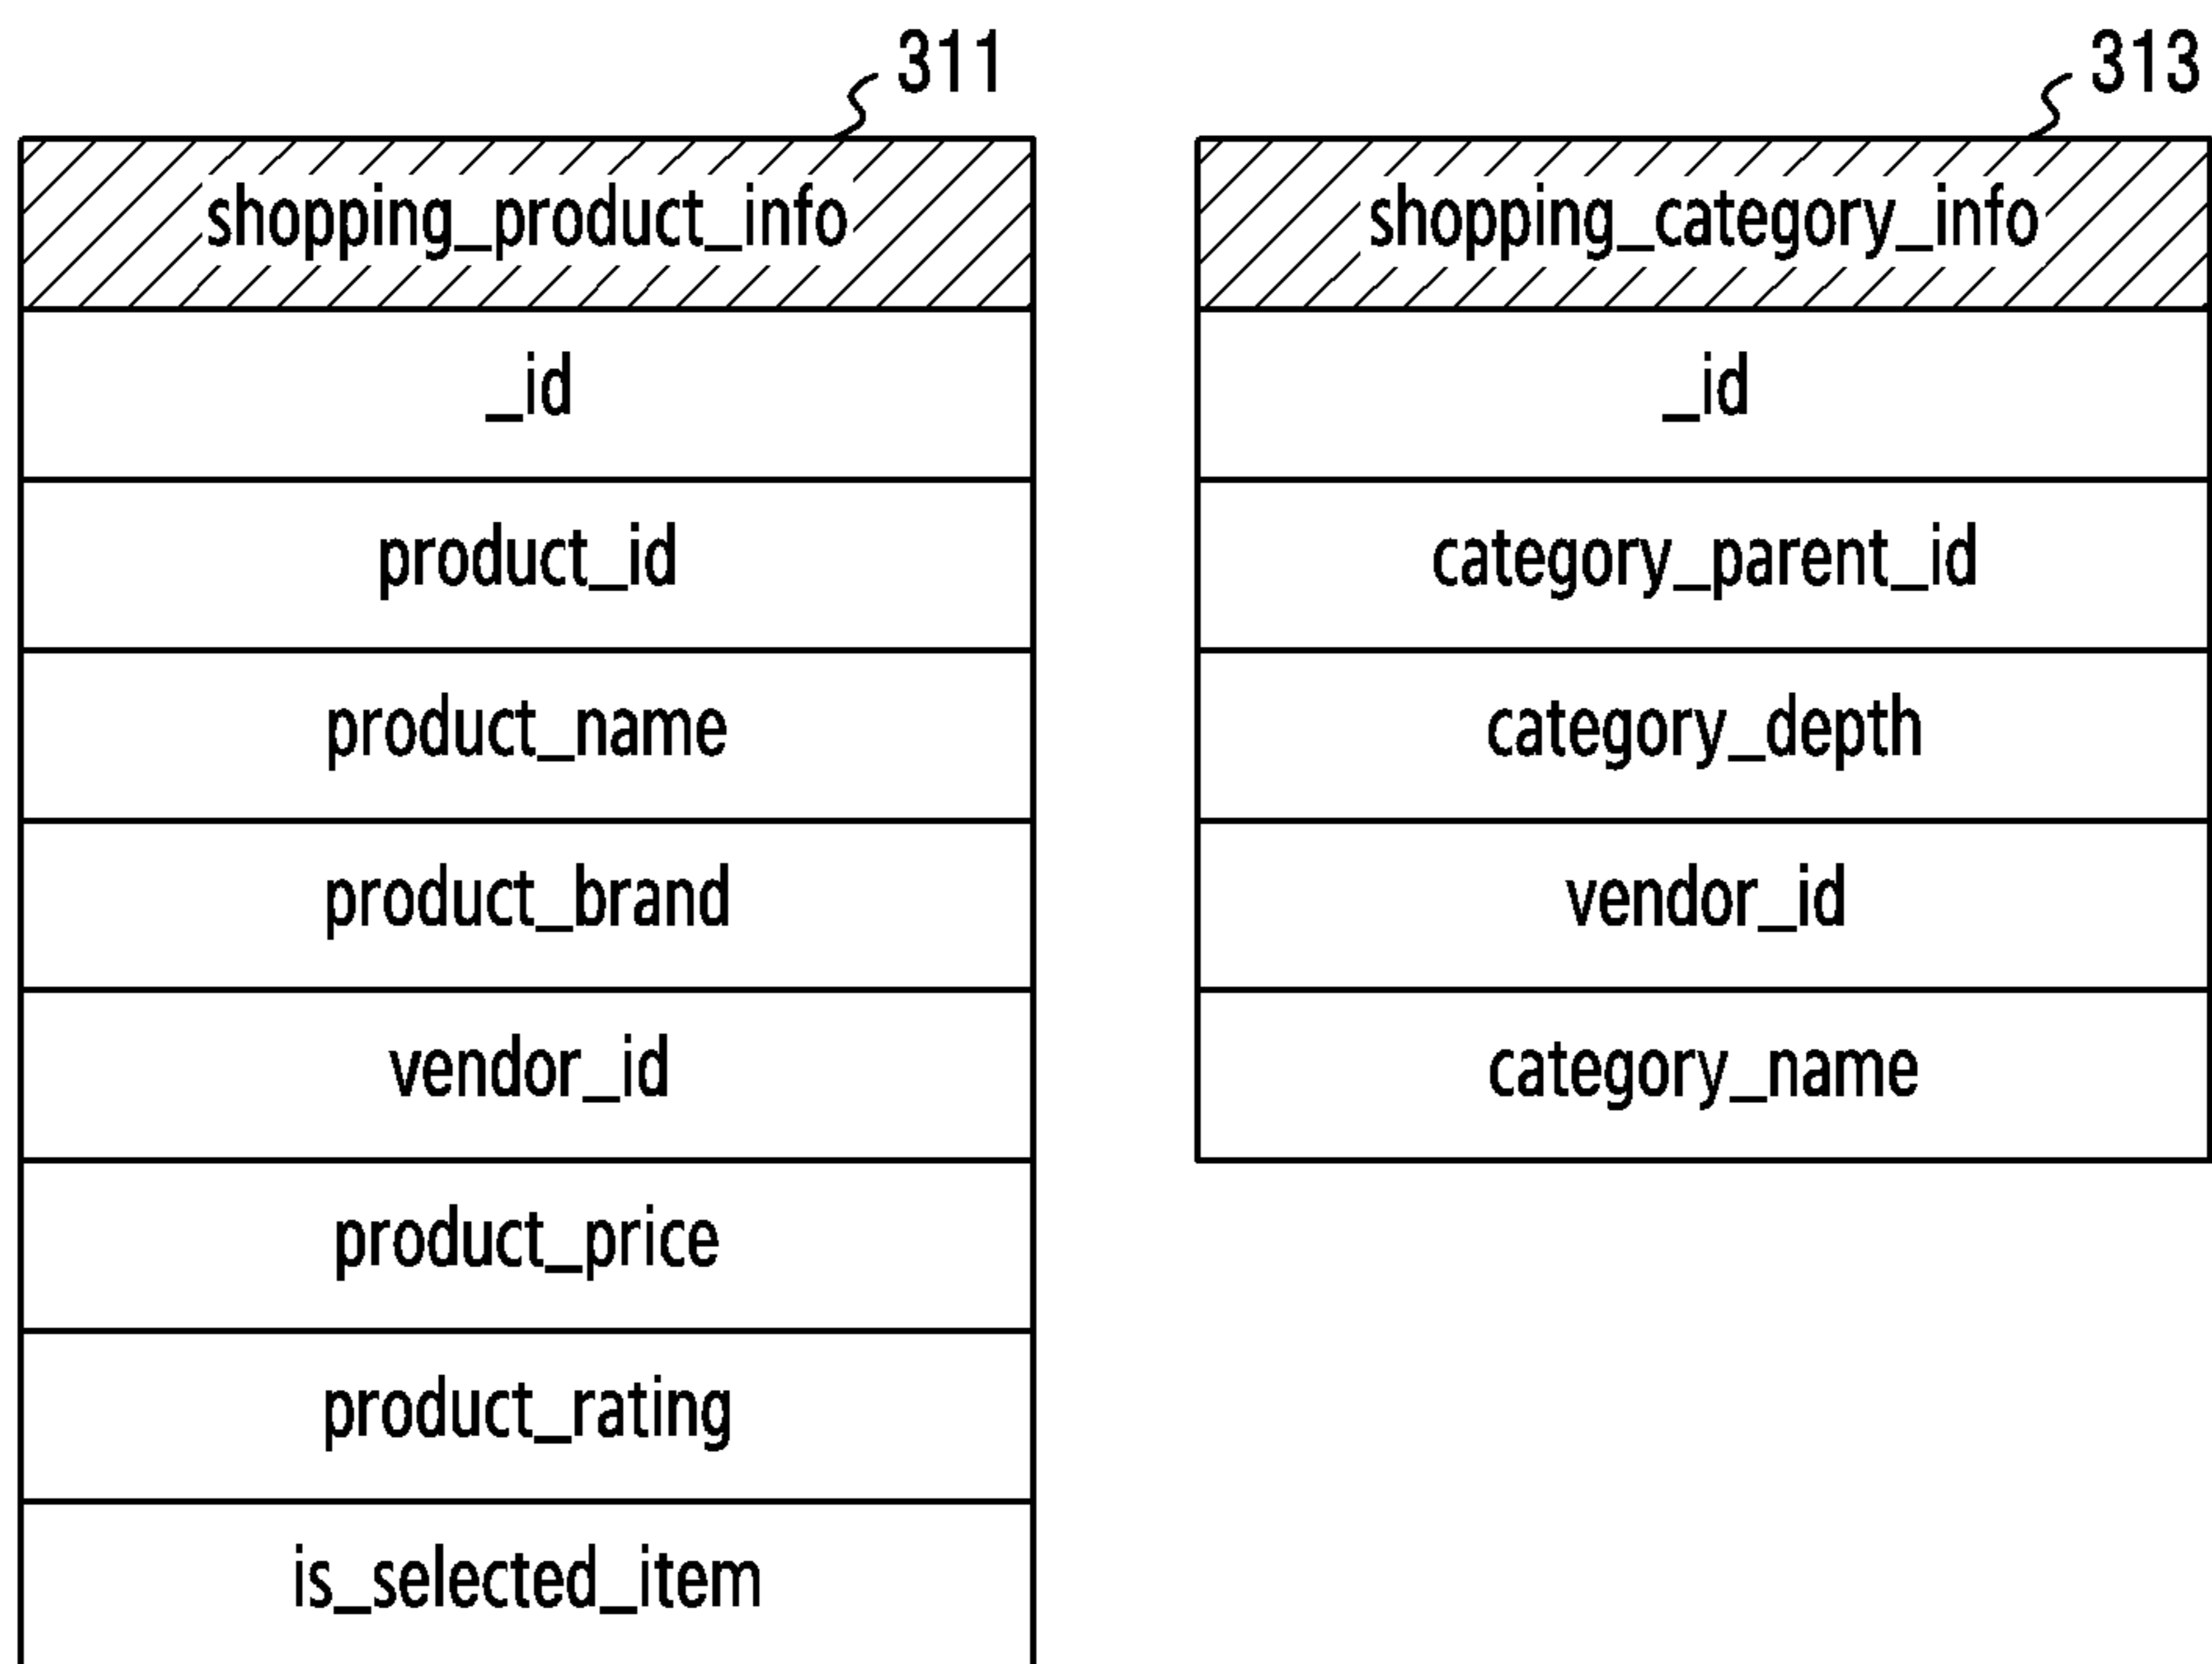 311
shopping_product_info
_id
product_id
product_name
product_brand
vendor_id
product_price
product_rating
is_selected_item
313
shopping_category_info
_id
category_parent_id
category_depth
vendor_id
category_name